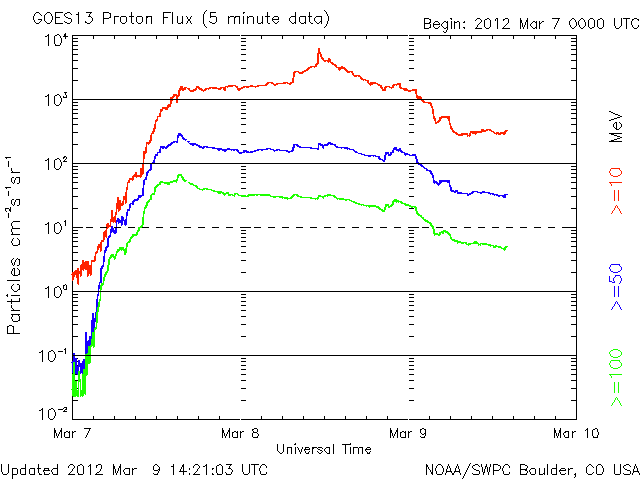 GOES13 Proton Flux (5 minute data)
Begin: 2012 Mar 7 0000 UTC
Particles cm⁻²s⁻¹sr⁻¹
10⁴
10³
10²
10¹
10⁰
10⁻¹
10⁻²
MeV
>=10
>=50
>=100
Mar 7
Mar 8
Mar 9
Mar 10
Universal Time
Updated 2012 Mar 9 14:21:03 UTC
NOAA/SWPC Boulder, CO USA